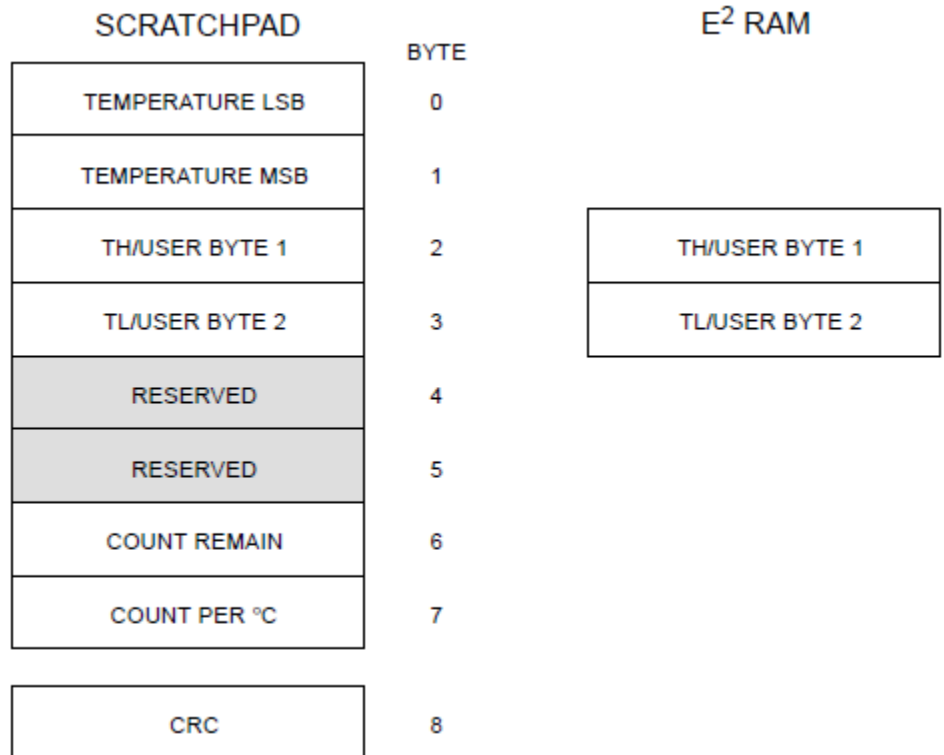 SCRATCHPAD
E² RAM
BYTE
TEMPERATURE LSB 0
TEMPERATURE MSB 1
TH/USER BYTE 1 2 TH/USER BYTE 1
TL/USER BYTE 2 3 TL/USER BYTE 2
RESERVED 4
RESERVED 5
COUNT REMAIN 6
COUNT PER °C 7
CRC 8